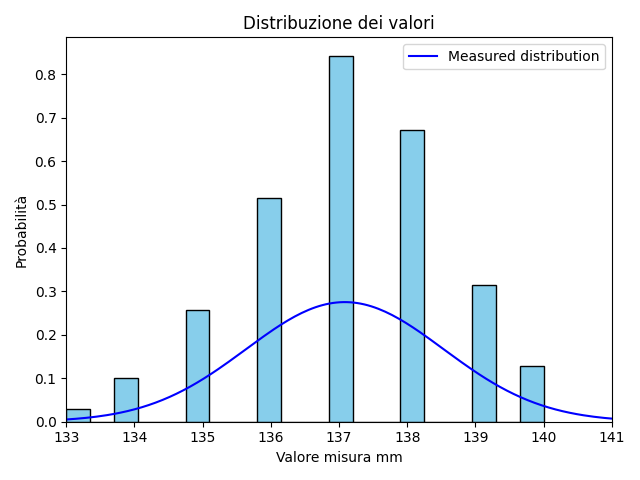 Distribuzione dei valori
Measured distribution
Probabilità
0.8
0.7
0.6
0.5
0.4
0.3
0.2
0.1
0.0
133 134 135 136 137 138 139 140 141
Valore misura mm